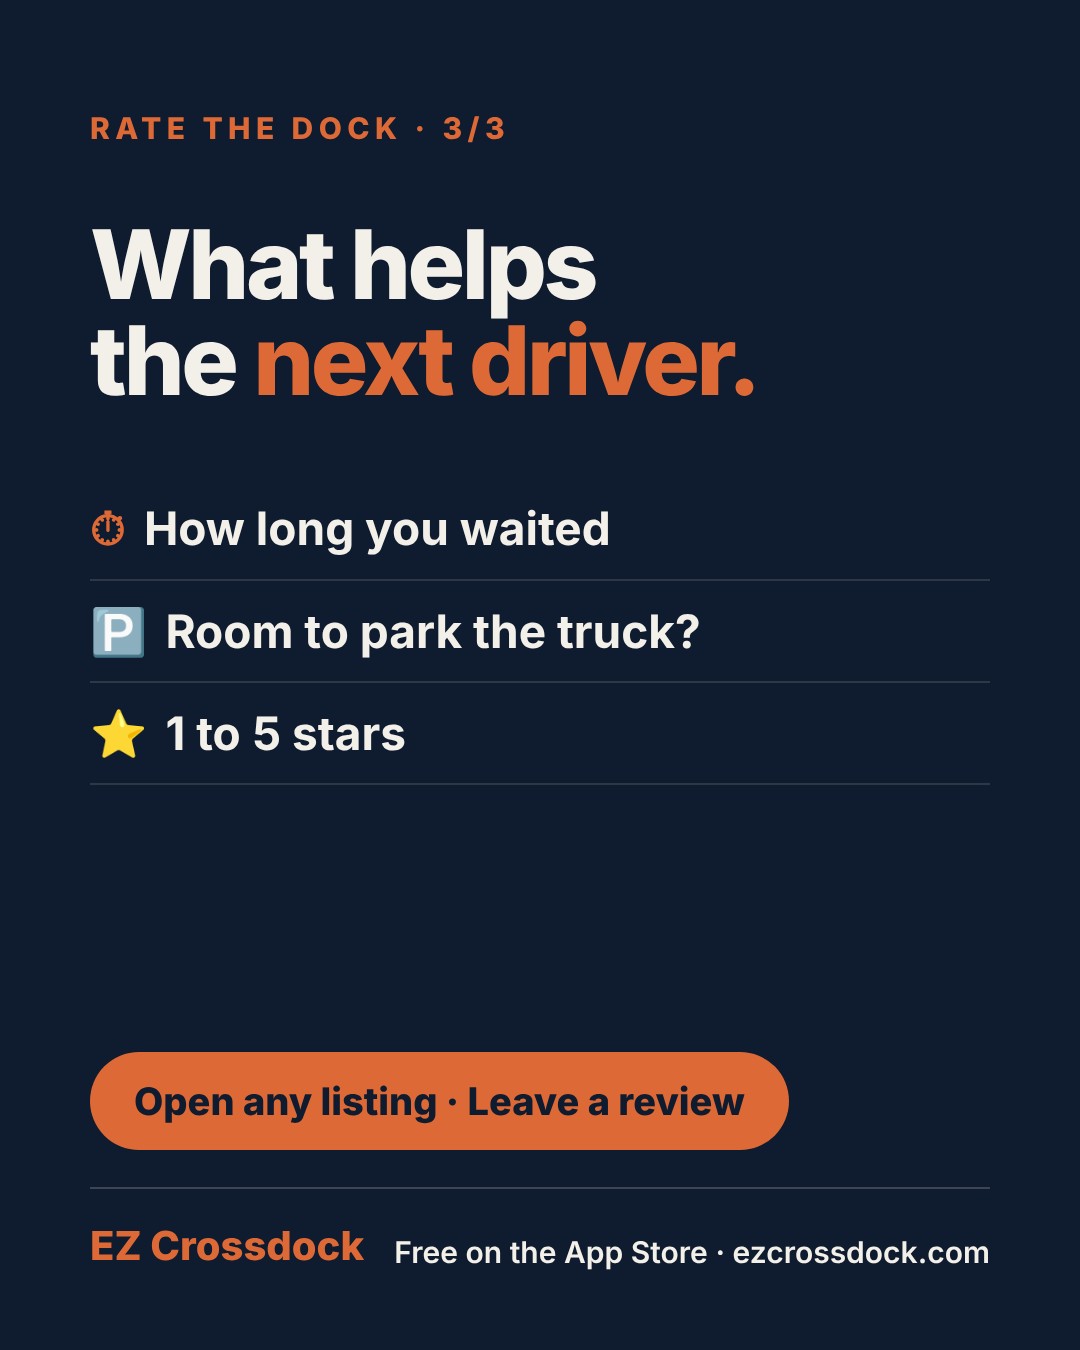 RATE THE DOCK · 3/3
What helps
the next driver.
⏱ How long you waited
🅿️ Room to park the truck?
⭐ 1 to 5 stars
Open any listing · Leave a review
EZ Crossdock Free on the App Store · ezcrossdock.com